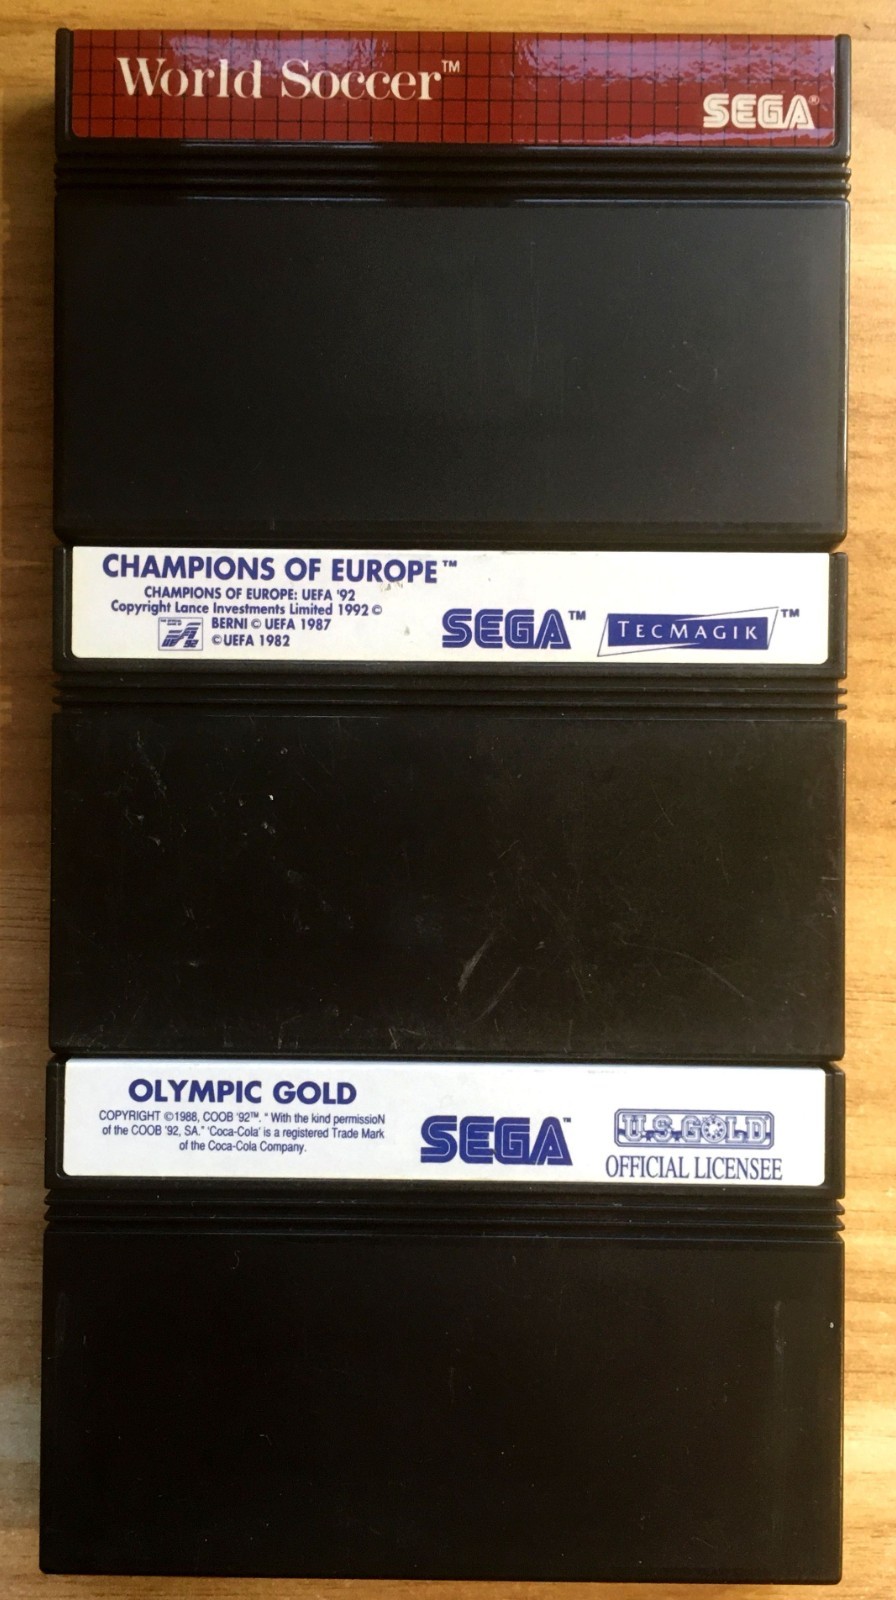 World Soccer™
SEGA®
CHAMPIONS OF EUROPE™
CHAMPIONS OF EUROPE: UEFA '92
Copyright Lance Investments Limited 1992 ©
BERNI © UEFA 1987
© UEFA 1982
SEGA™
TECMAGIK™
OLYMPIC GOLD
COPYRIGHT ©1988, COOB '92™. " With the kind permissioN
of the COOB '92, SA." 'Coca-Cola' is a registered Trade Mark
of the Coca-Cola Company.
SEGA™
U.S. GOLD
OFFICIAL LICENSEE